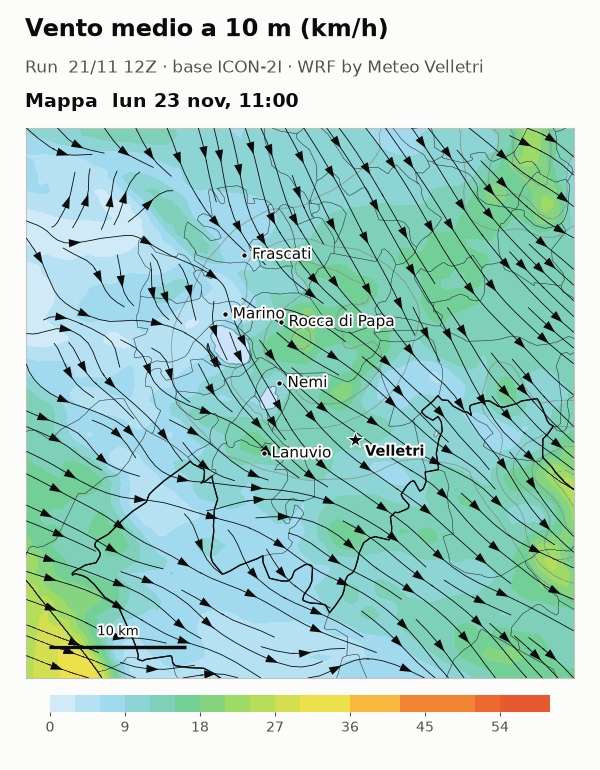 Vento medio a 10 m (km/h)
Run  21/11 12Z · base ICON-2I · WRF by Meteo Velletri
Mappa  lun 23 nov, 11:00
Frascati
Marino
Rocca di Papa
Nemi
Velletri
Lanuvio
10 km
0 9 18 27 36 45 54